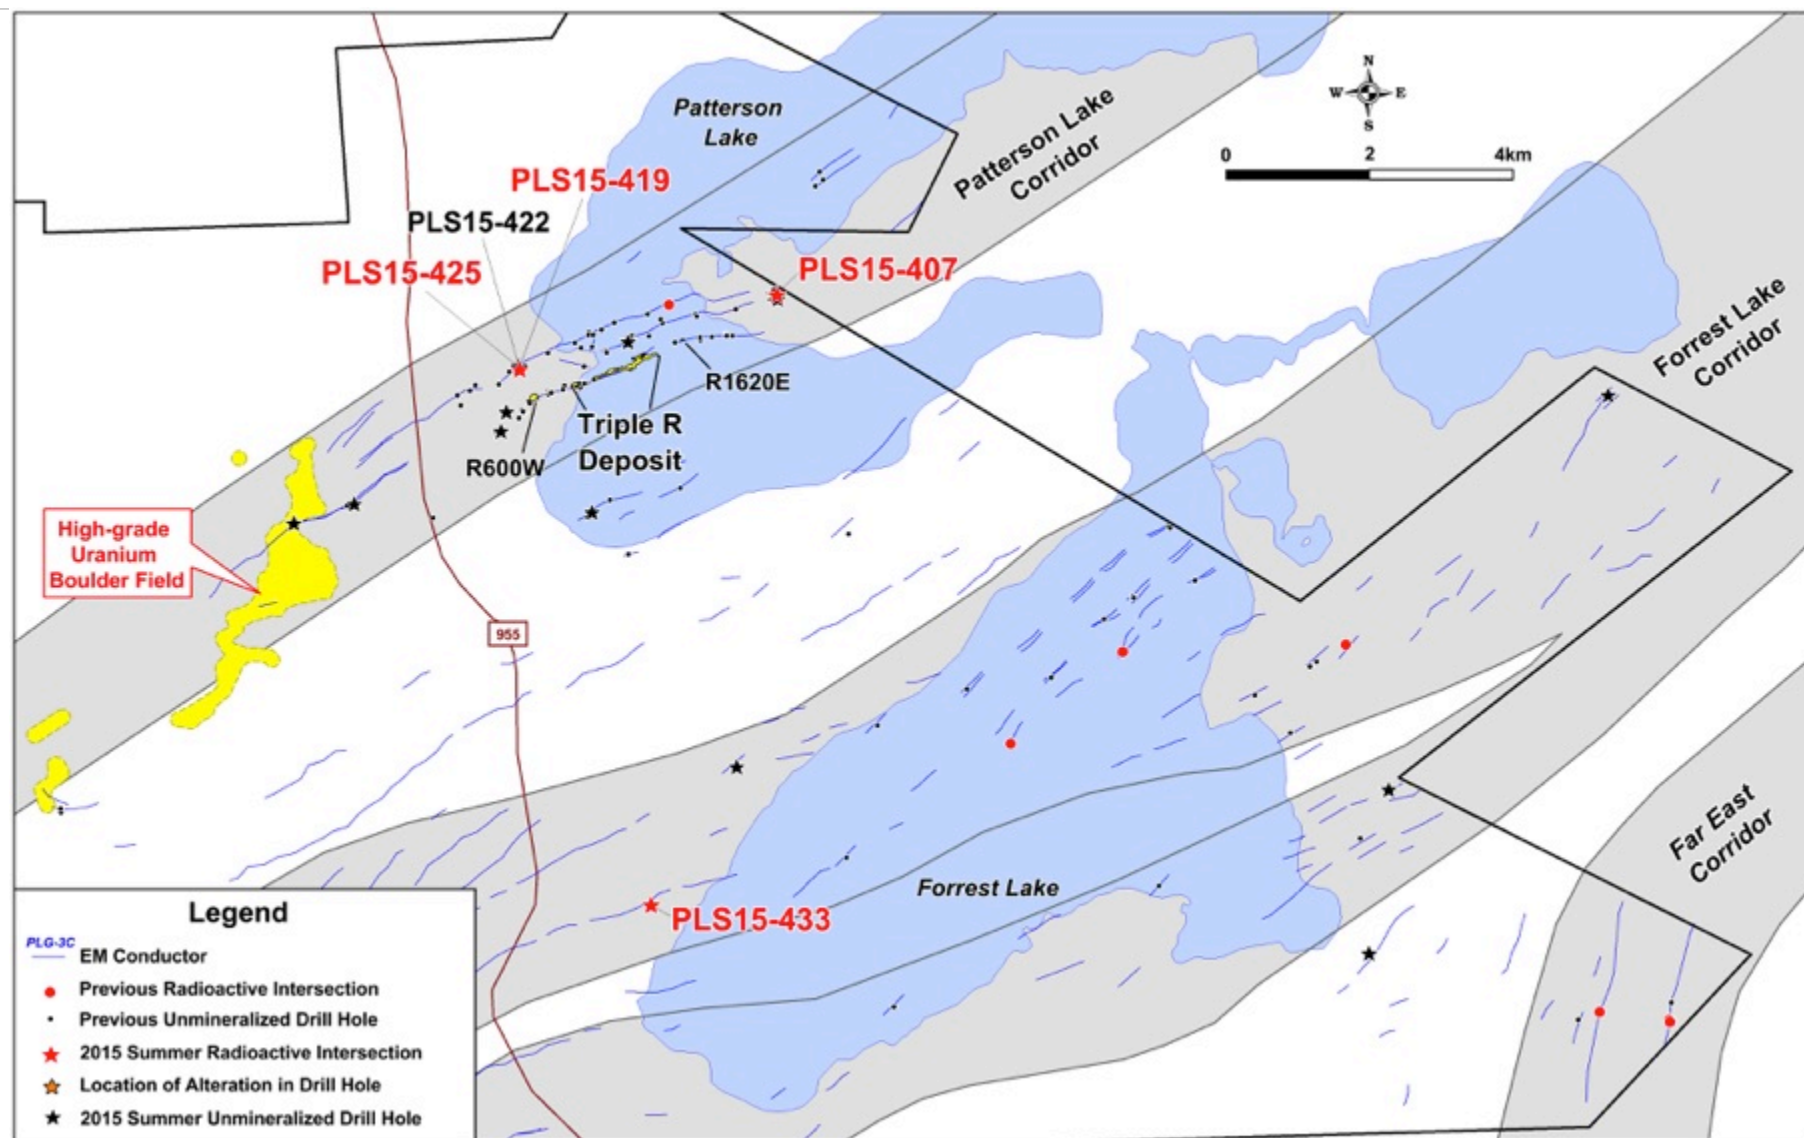 Patterson
Lake
N
W E
S
0 2 4km
Patterson Lake
Corridor
PLS15-419
PLS15-422
PLS15-425
PLS15-407
Forrest Lake
Corridor
R1620E
Triple R
Deposit
R600W
High-grade
Uranium
Boulder Field
955
Far East
Corridor
Forrest Lake
PLS15-433
Legend
PLG-3C
EM Conductor
Previous Radioactive Intersection
Previous Unmineralized Drill Hole
2015 Summer Radioactive Intersection
Location of Alteration in Drill Hole
2015 Summer Unmineralized Drill Hole